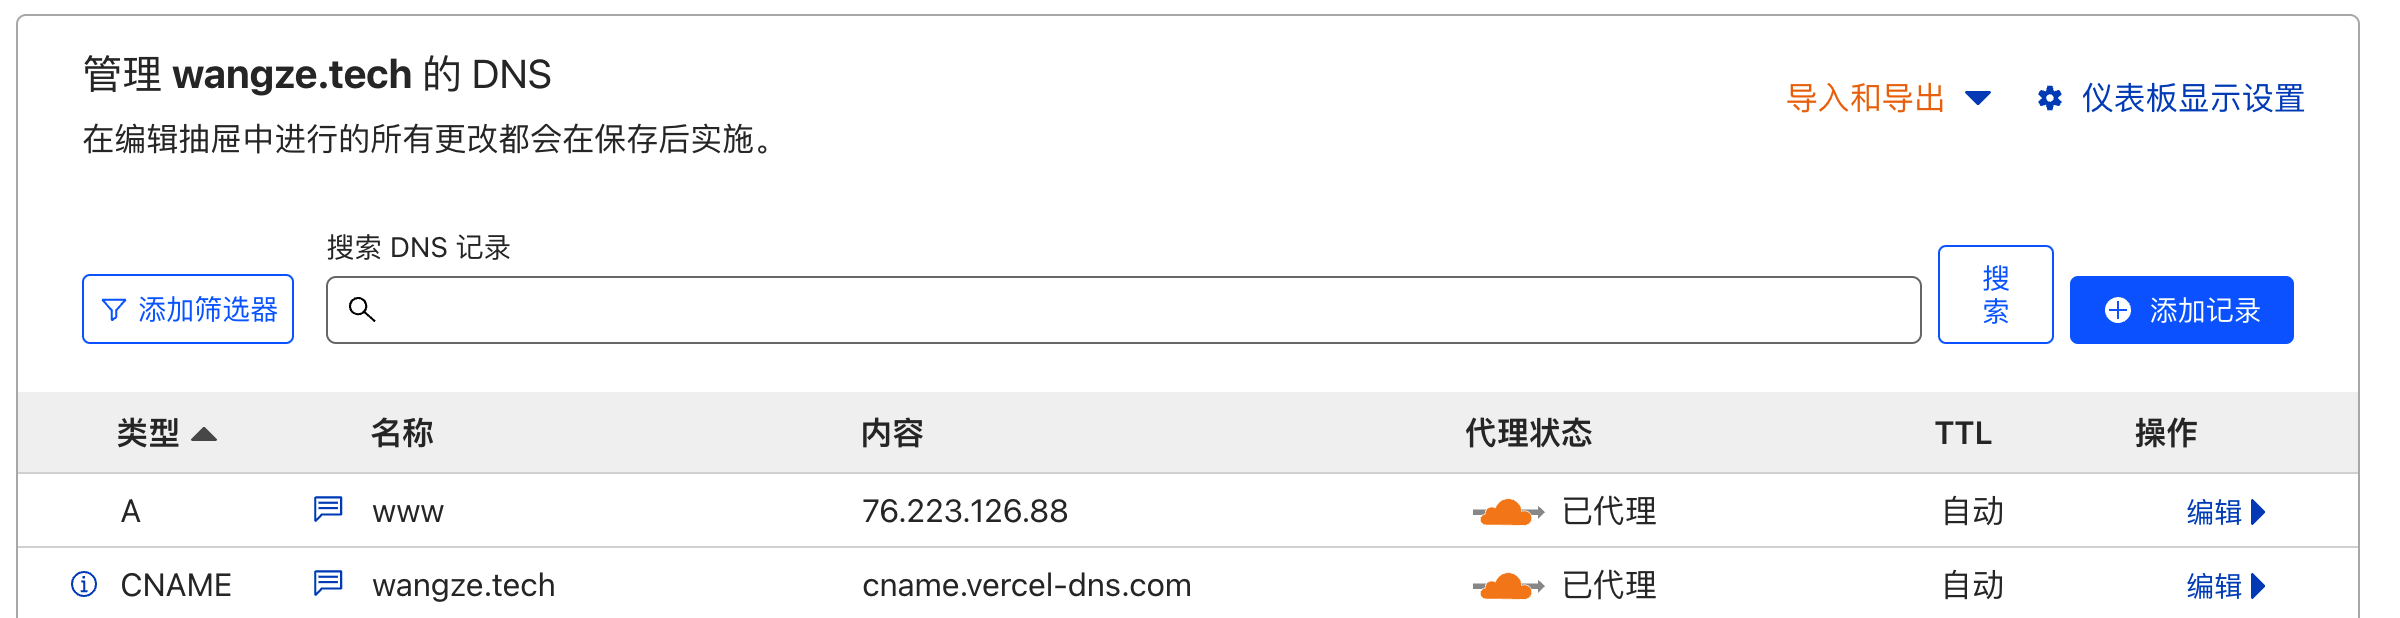 管理 wangze.tech 的 DNS
在编辑抽屉中进行的所有更改都会在保存后实施。
导入和导出
仪表板显示设置
搜索 DNS 记录
添加筛选器
搜
索
添加记录
类型 名称 内容 代理状态 TTL 操作
A www 76.223.126.88 已代理 自动 编辑
CNAME wangze.tech cname.vercel-dns.com 已代理 自动 编辑